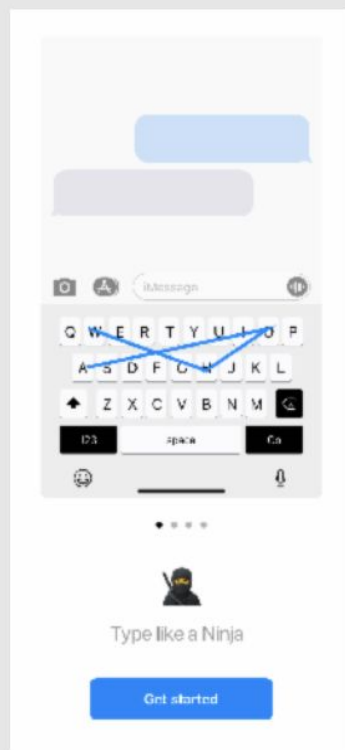 iMessage
Q W E R T Y U I O P
A S D F G H J K L
Z X C V B N M
123 space Go
Type like a Ninja
Get started